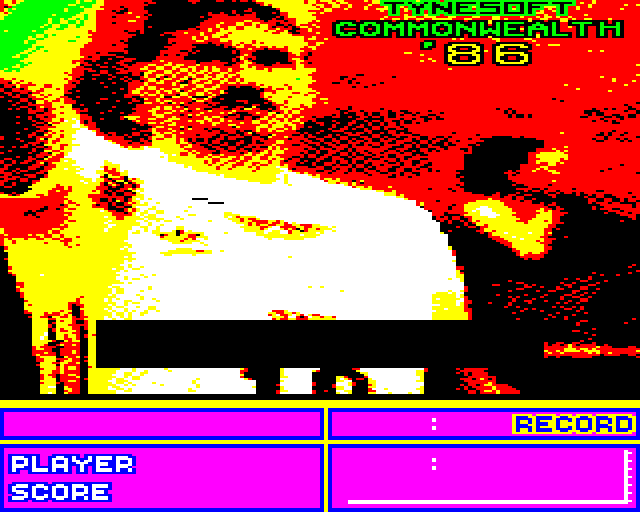 TYNESOFT
COMMONWEALTH
'86
: RECORD
PLAYER :
SCORE